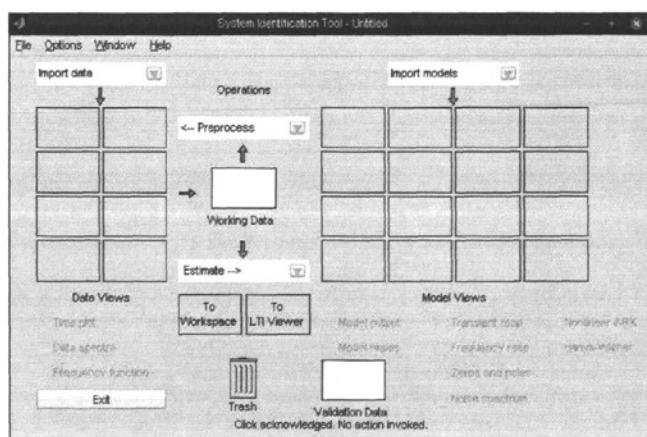 System Identification Tool - Untitled
File Options Window Help
Import data
Import models
Operations
<-- Preprocess
Working Data
Estimate -->
Data Views
Model Views
To Workspace
To LTI Viewer
Time plot
Data spectra
Frequency function
Model output
Model resids
Transient resp
Frequency resp
Zeros and poles
Noise spectrum
Nonlinear ARX
Hamm-Wiener
Exit
Trash
Validation Data
Click acknowledged. No action invoked.